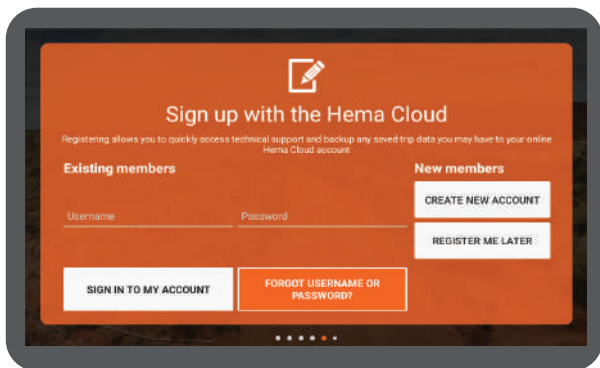 Sign up with the Hema Cloud
Registering allows you to quickly access technical support and backup any saved trip data you may have to your online
Hema Cloud account
Existing members
New members
Username
Password
CREATE NEW ACCOUNT
REGISTER ME LATER
SIGN IN TO MY ACCOUNT
FORGOT USERNAME OR
PASSWORD?